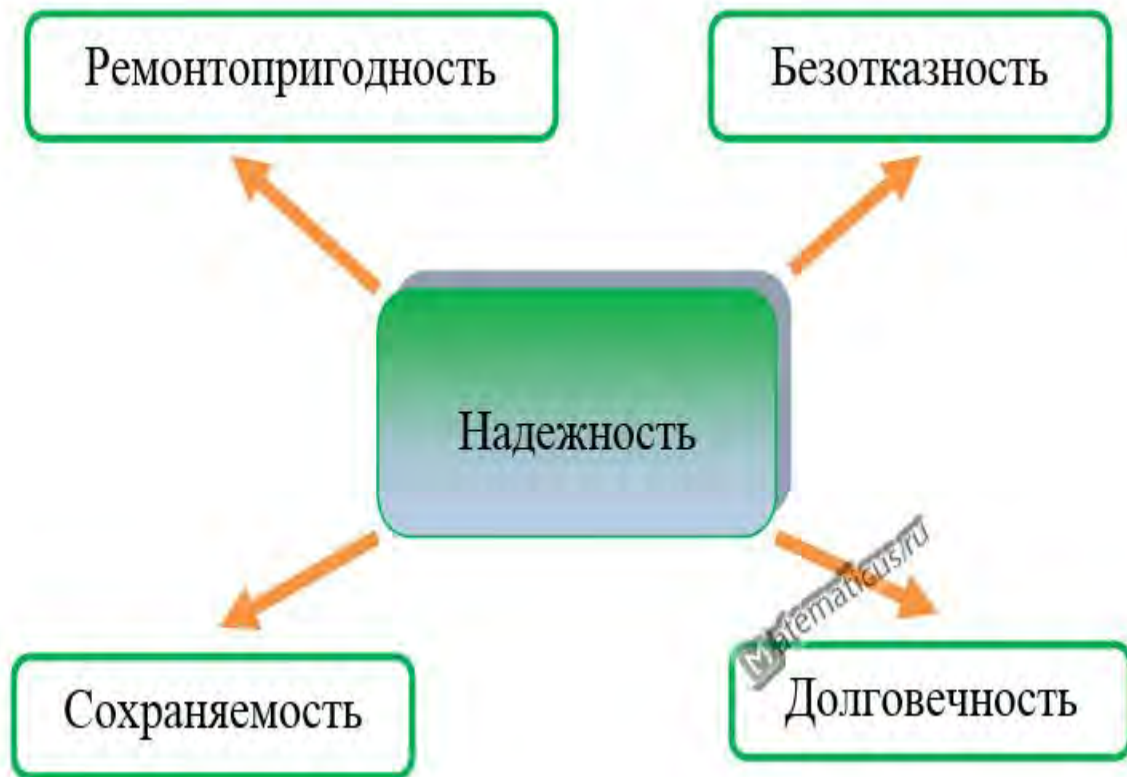 Ремонтопригодность
Безотказность
Надежность
Matematicus.ru
Сохраняемость
Долговечность